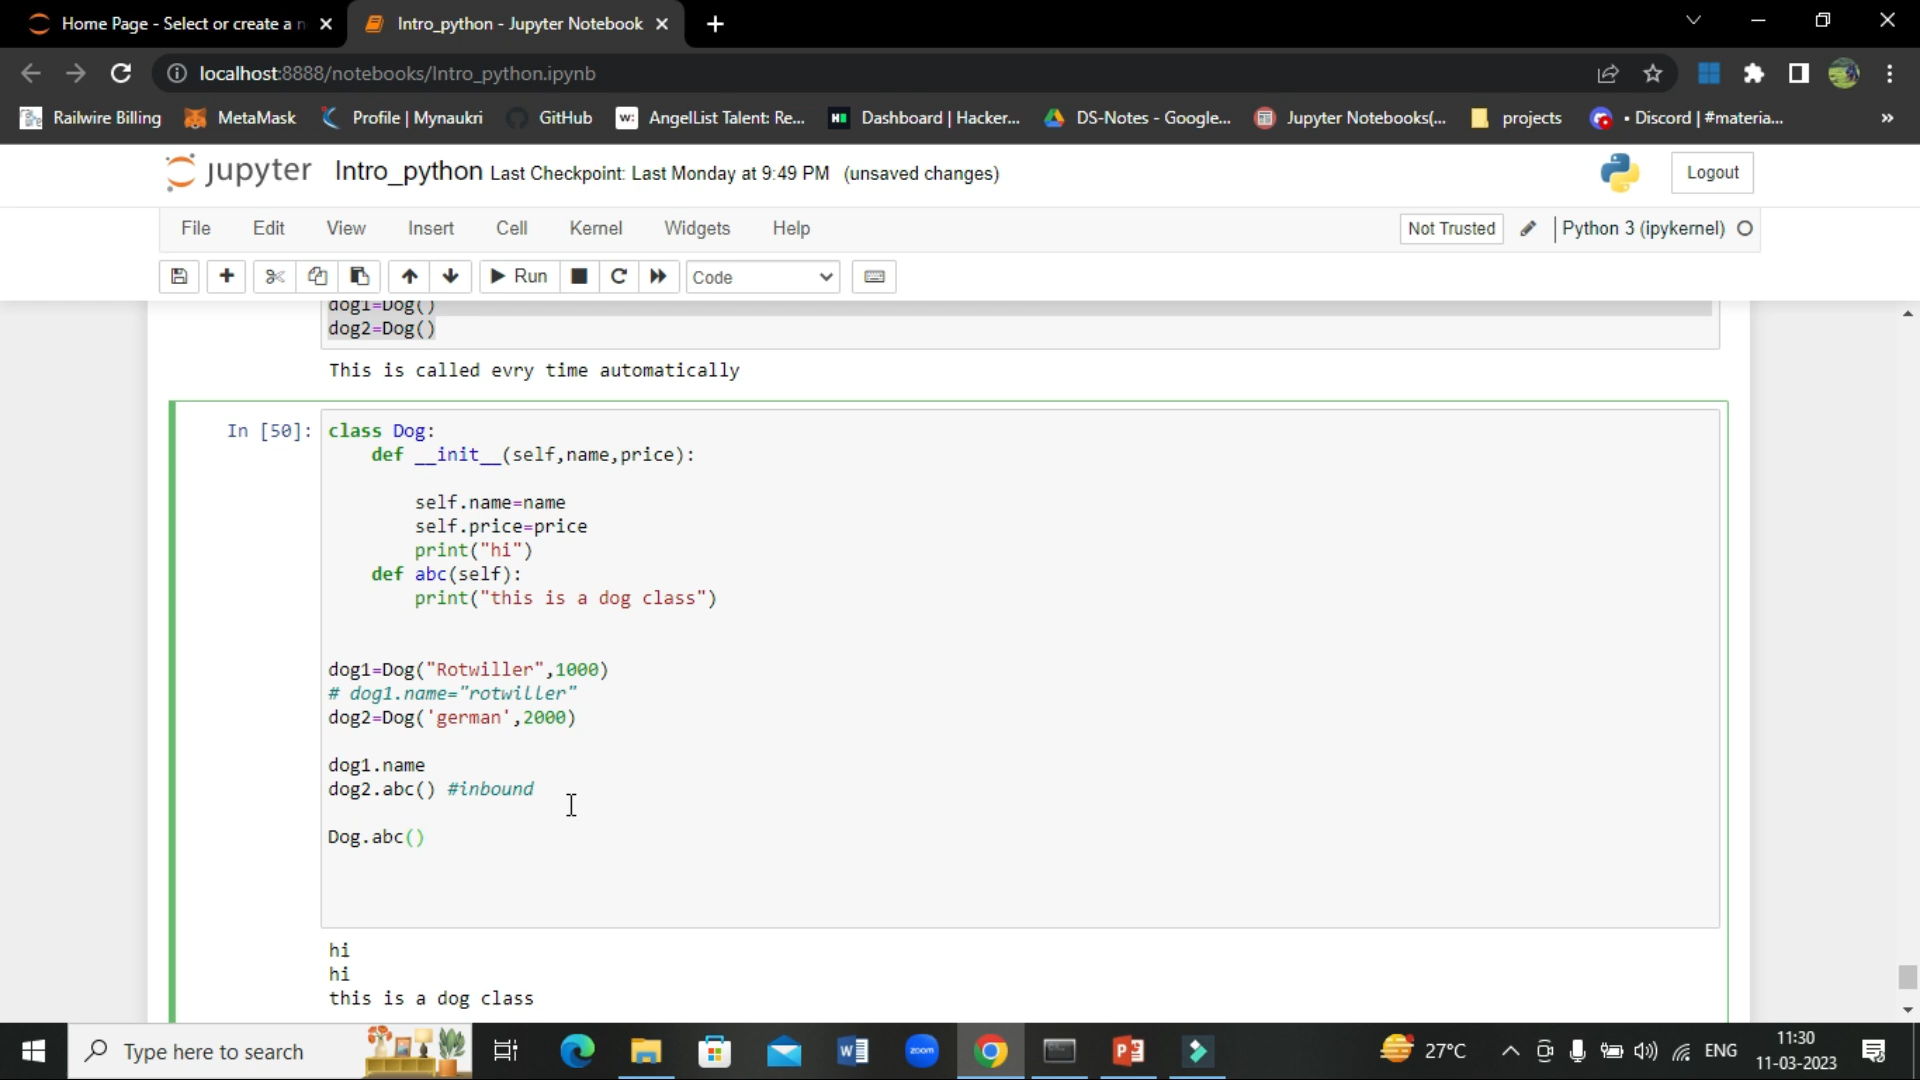 Home Page - Select or create a n
Intro_python - Jupyter Notebook
localhost:8888/notebooks/Intro_python.ipynb
Railwire Billing
MetaMask
Profile | Mynaukri
GitHub
w:
AngelList Talent: Re...
Dashboard | Hacker...
DS-Notes - Google...
Jupyter Notebooks(...
projects
• Discord | #materia...
»
jupyter
Intro_python Last Checkpoint: Last Monday at 9:49 PM (unsaved changes)
Logout
File Edit View Insert Cell Kernel Widgets Help
Not Trusted
Python 3 (ipykernel)
Run
Code
dog1=Dog()
dog2=Dog()
This is called evry time automatically
In [50]:
class Dog:
    def __init__(self,name,price):
        self.name=name
        self.price=price
        print("hi")
    def abc(self):
        print("this is a dog class")
dog1=Dog("Rotwiller",1000)
# dog1.name="rotwiller"
dog2=Dog('german',2000)
dog1.name
dog2.abc() #inbound
Dog.abc()
hi
hi
this is a dog class
Type here to search
zoom
27°C
ENG
11:30
11-03-2023